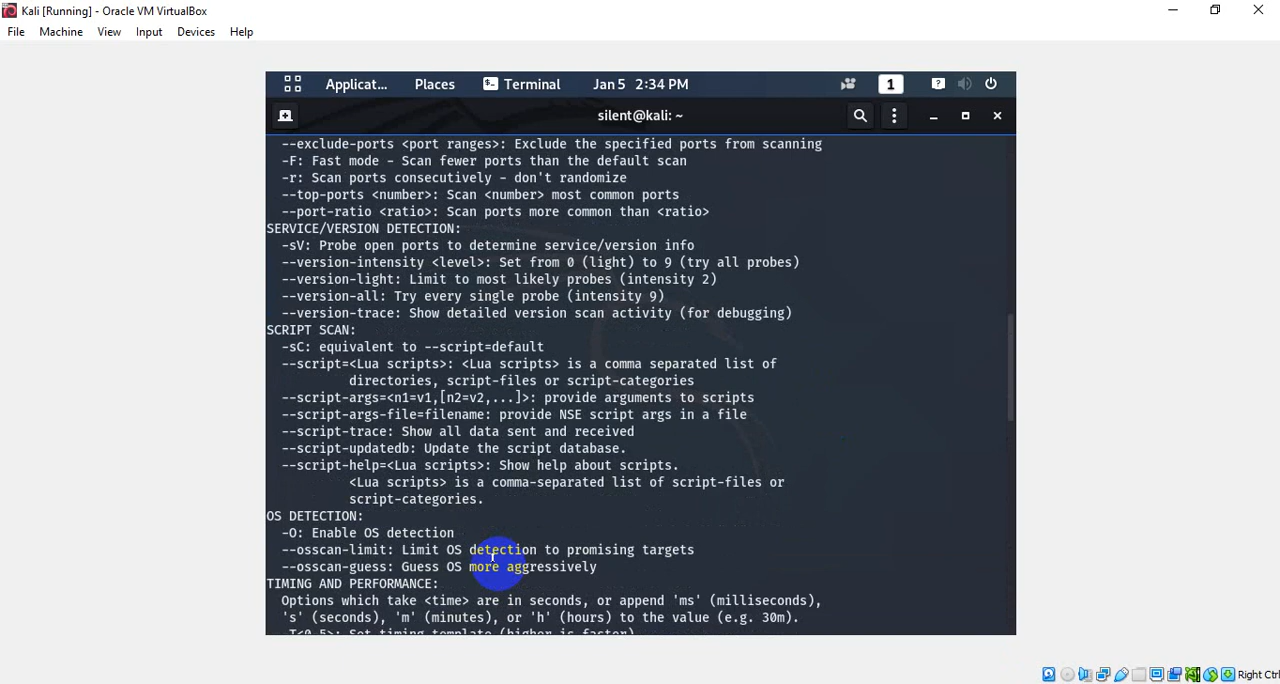 Kali [Running] - Oracle VM VirtualBox
File Machine View Input Devices Help
Applicat... Places Terminal Jan 5 2:34 PM 1
silent@kali: ~
--exclude-ports <port ranges>: Exclude the specified ports from scanning
-F: Fast mode - Scan fewer ports than the default scan
-r: Scan ports consecutively - don't randomize
--top-ports <number>: Scan <number> most common ports
--port-ratio <ratio>: Scan ports more common than <ratio>
SERVICE/VERSION DETECTION:
-sV: Probe open ports to determine service/version info
--version-intensity <level>: Set from 0 (light) to 9 (try all probes)
--version-light: Limit to most likely probes (intensity 2)
--version-all: Try every single probe (intensity 9)
--version-trace: Show detailed version scan activity (for debugging)
SCRIPT SCAN:
-sC: equivalent to --script=default
--script=<Lua scripts>: <Lua scripts> is a comma separated list of
directories, script-files or script-categories
--script-args=<n1=v1,[n2=v2,...]>: provide arguments to scripts
--script-args-file=filename: provide NSE script args in a file
--script-trace: Show all data sent and received
--script-updatedb: Update the script database.
--script-help=<Lua scripts>: Show help about scripts.
<Lua scripts> is a comma-separated list of script-files or
script-categories.
OS DETECTION:
-O: Enable OS detection
--osscan-limit: Limit OS detection to promising targets
--osscan-guess: Guess OS more aggressively
TIMING AND PERFORMANCE:
Options which take <time> are in seconds, or append 'ms' (milliseconds),
's' (seconds), 'm' (minutes), or 'h' (hours) to the value (e.g. 30m).
-T<0-5>: Set timing template (higher is faster)
Right Ctrl